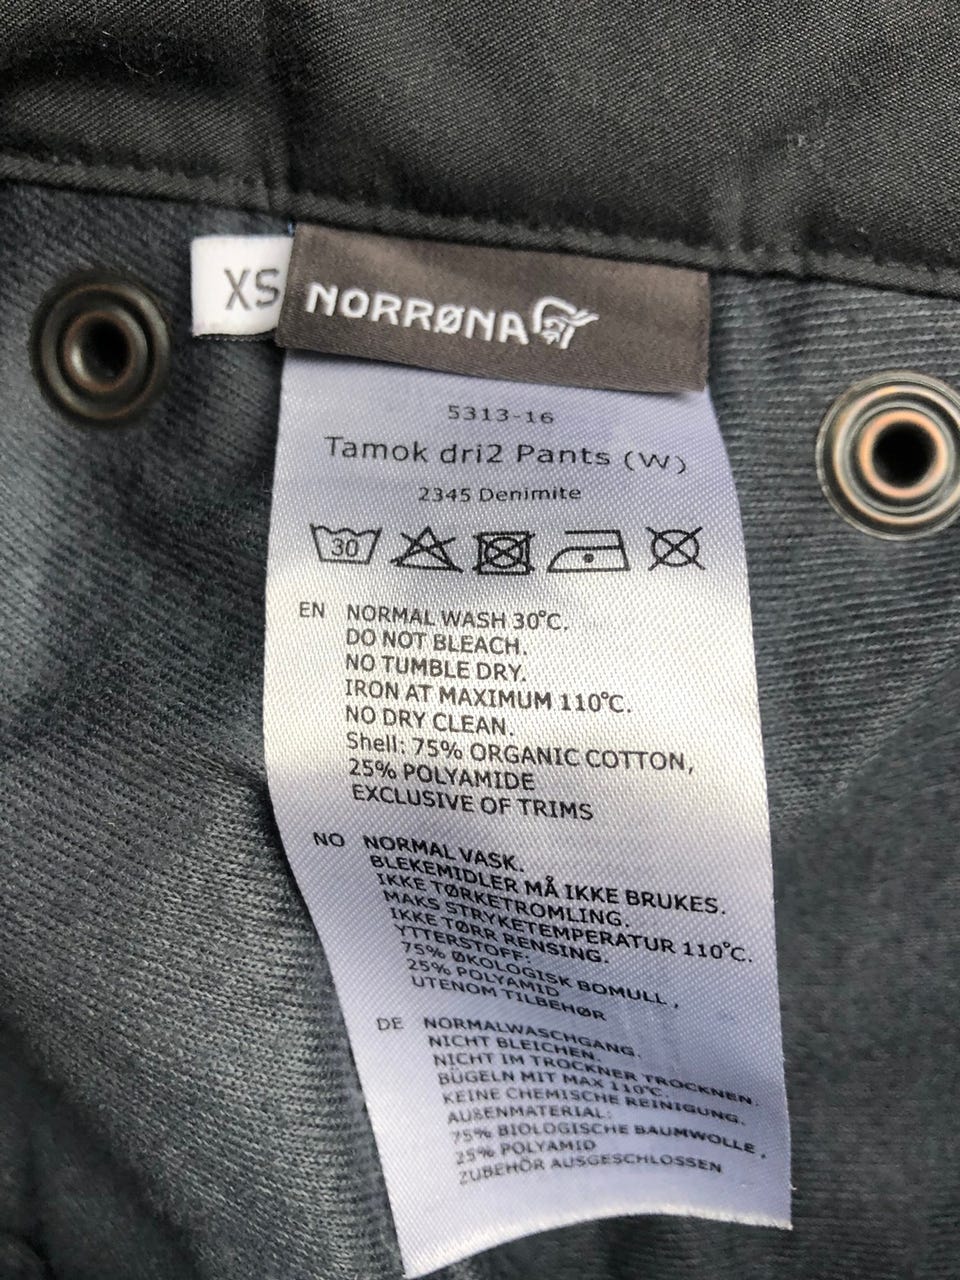 XS
NORRØNA
5313-16
Tamok dri2 Pants (W)
2345 Denimite
30
EN NORMAL WASH 30°C.
DO NOT BLEACH.
NO TUMBLE DRY.
IRON AT MAXIMUM 110°C.
NO DRY CLEAN.
Shell: 75% ORGANIC COTTON,
25% POLYAMIDE
EXCLUSIVE OF TRIMS
NO NORMAL VASK.
BLEKEMIDLER MÅ IKKE BRUKES.
IKKE TØRKETROMLING.
MAKS STRYKETEMPERATUR 110°C.
IKKE TØRR RENSING.
YTTERSTOFF:
75% ØKOLOGISK BOMULL,
25% POLYAMID
UTENOM TILBEHØR
DE NORMALWASCHGANG.
NICHT BLEICHEN.
NICHT IM TROCKNER TROCKNEN.
BÜGELN MIT MAX 110°C.
KEINE CHEMISCHE REINIGUNG.
AUßENMATERIAL:
75% BIOLOGISCHE BAUMWOLLE,
25% POLYAMID
ZUBEHÖR AUSGESCHLOSSEN